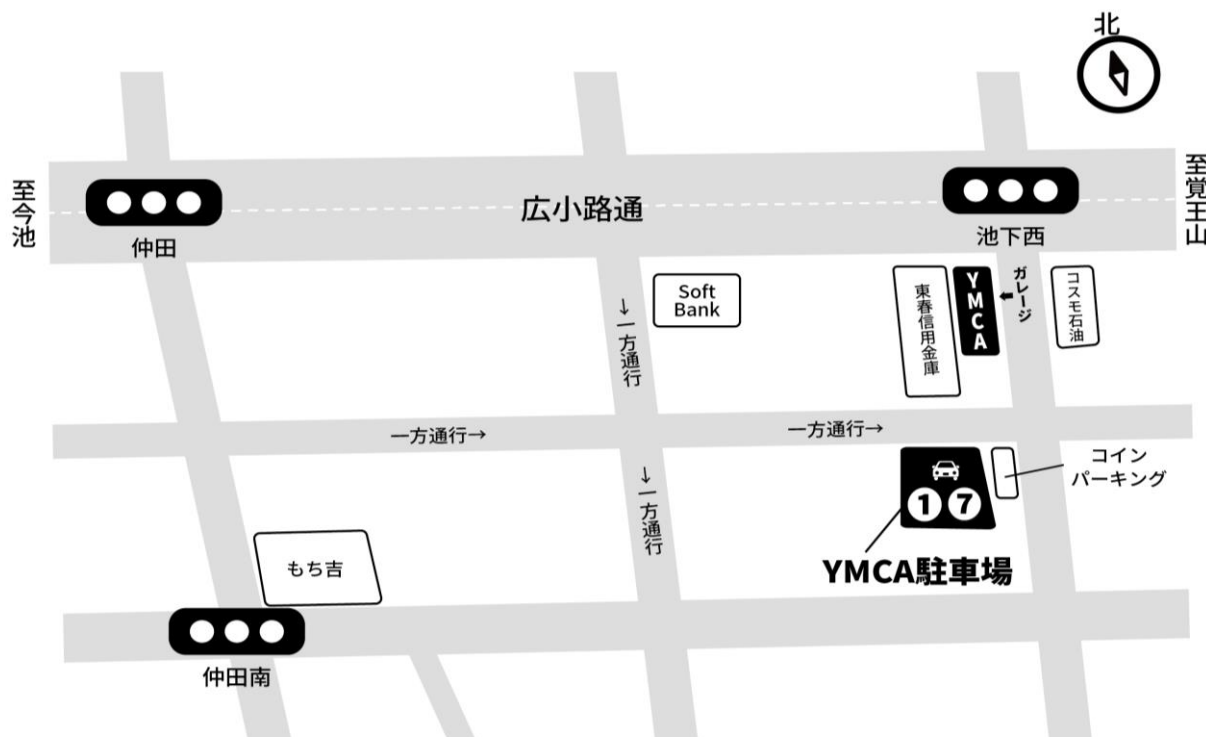 北
至今池
至覚王山
広小路通
仲田
池下西
Soft
Bank
東春信用金庫
YMCA
ガレージ
コスモ石油
↓一方通行
一方通行→
一方通行→
↓一方通行
コイン
パーキング
1 7
YMCA駐車場
もち吉
仲田南